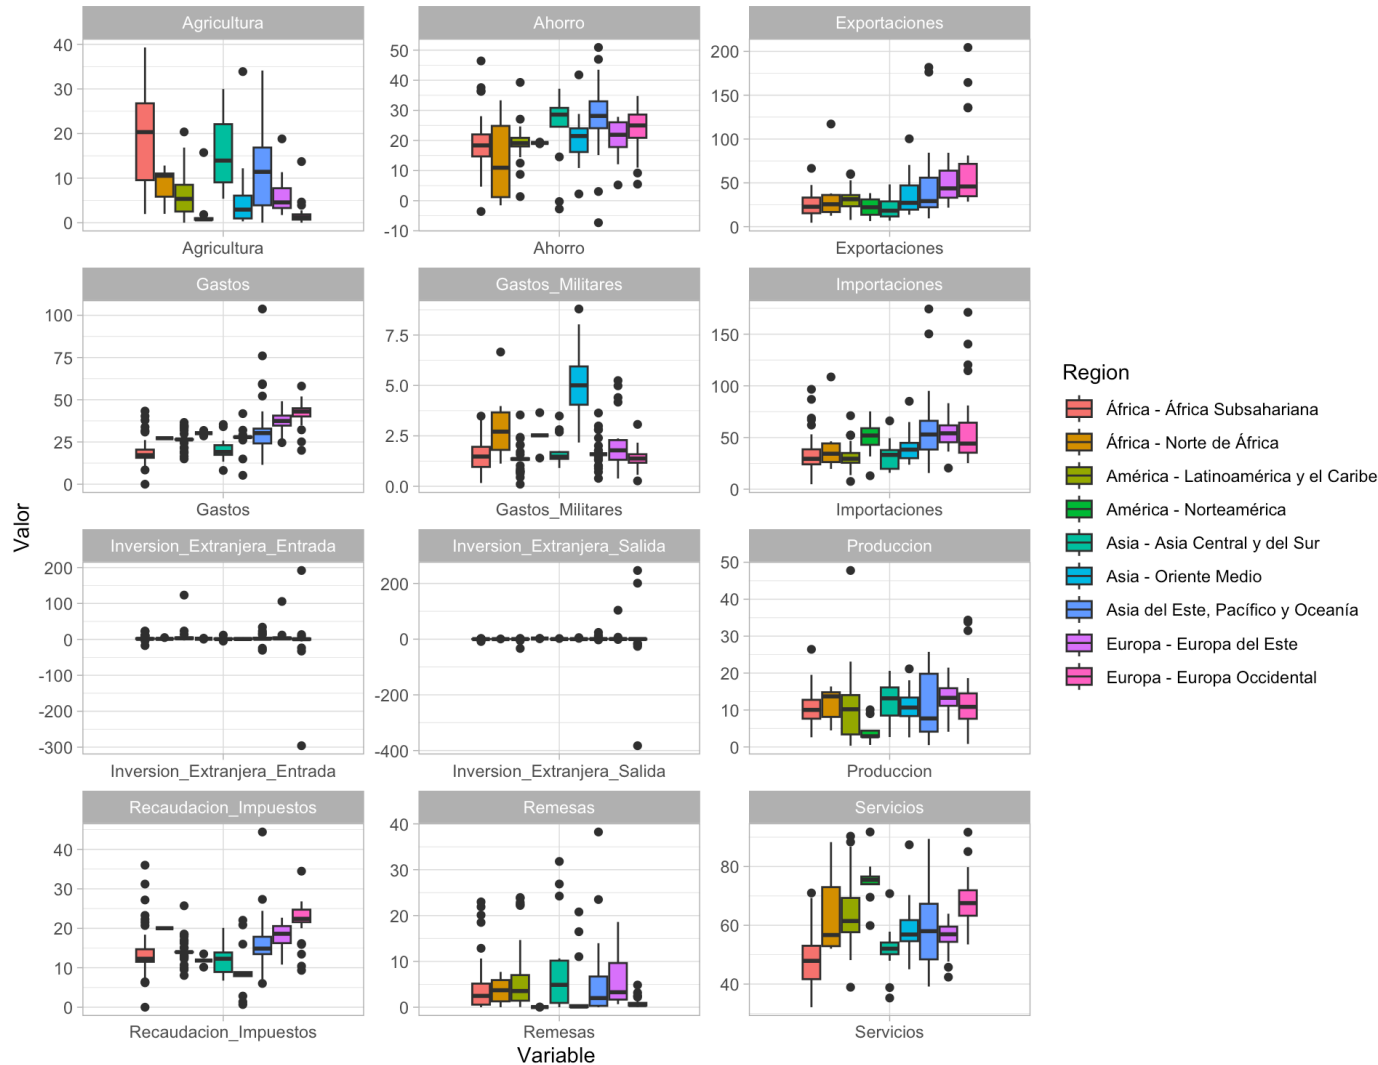 Agricultura
Ahorro
Exportaciones
40
30
20
10
0
50
40
30
20
10
0
-10
200
150
100
50
0
Agricultura
Ahorro
Exportaciones
Gastos
Gastos_Militares
Importaciones
100
75
50
25
0
7.5
5.0
2.5
0.0
150
100
50
0
Gastos
Gastos_Militares
Importaciones
Inversion_Extranjera_Entrada
Inversion_Extranjera_Salida
Produccion
200
100
0
-100
-200
-300
200
0
-200
-400
50
40
30
20
10
0
Inversion_Extranjera_Entrada
Inversion_Extranjera_Salida
Produccion
Recaudacion_Impuestos
Remesas
Servicios
40
30
20
10
0
40
30
20
10
0
80
60
40
Recaudacion_Impuestos
Remesas
Servicios
Valor
Variable
Region
África - África Subsahariana
África - Norte de África
América - Latinoamérica y el Caribe
América - Norteamérica
Asia - Asia Central y del Sur
Asia - Oriente Medio
Asia del Este, Pacífico y Oceanía
Europa - Europa del Este
Europa - Europa Occidental